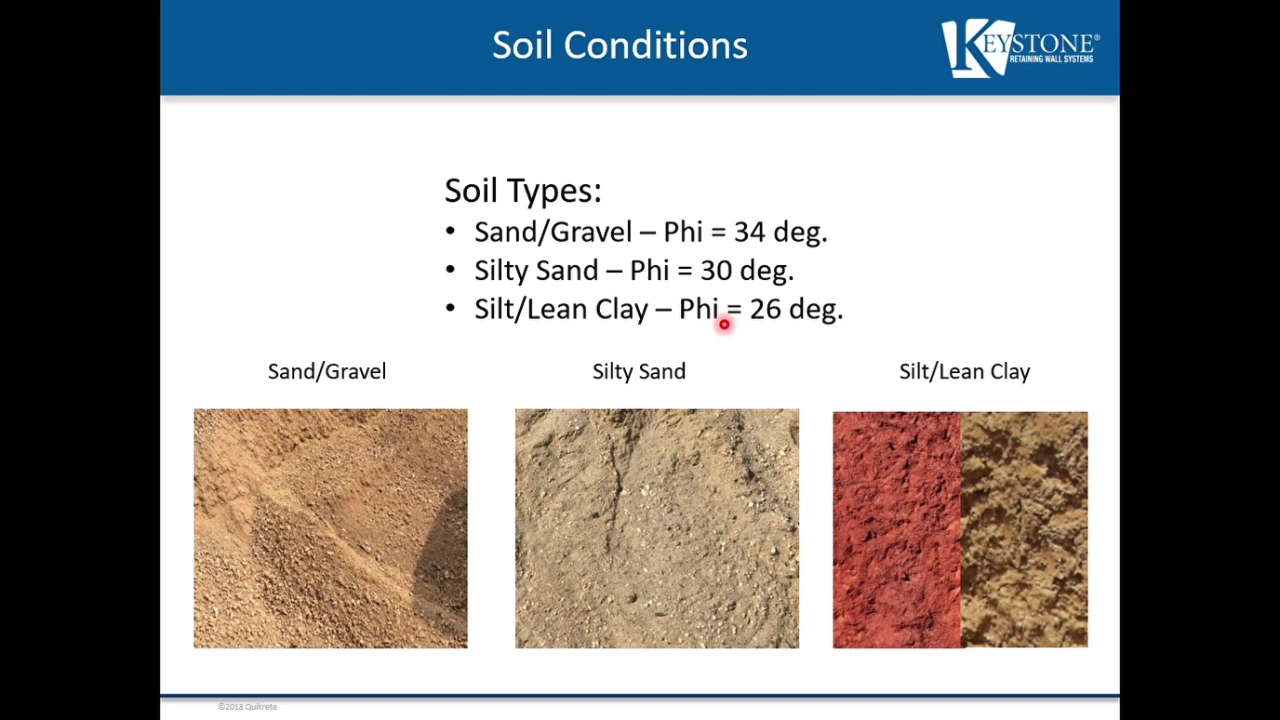 Soil Conditions
KEYSTONE®
RETAINING WALL SYSTEMS
Soil Types:
• Sand/Gravel – Phi = 34 deg.
• Silty Sand – Phi = 30 deg.
• Silt/Lean Clay – Phi = 26 deg.
Sand/Gravel
Silty Sand
Silt/Lean Clay
©2018 Quikrete